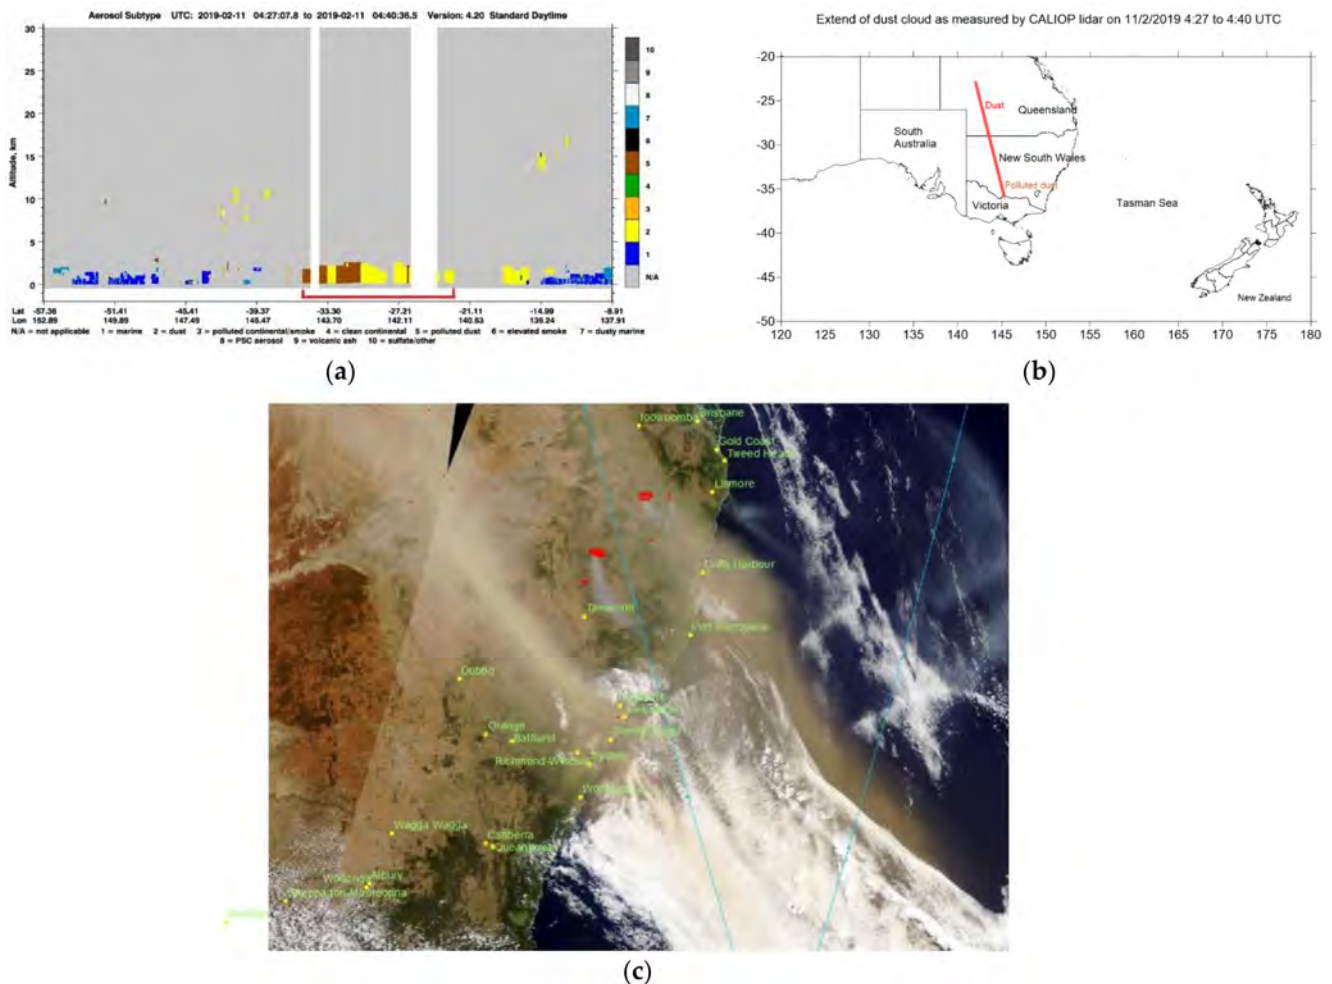 Aerosol Subtype UTC: 2019-02-11 04:27:07.8 to 2019-02-11 04:40:36.5 Version: 4.20 Standard Daytime
30
25
20
15
10
5
0
Altitude, km
10
9
8
7
6
5
4
3
2
1
N/A
Lat -57.36 -51.41 -45.41 -39.37 -33.30 -27.21 -21.11 -14.99 -8.91
Lon 152.89 149.89 147.49 145.47 143.70 142.11 140.53 139.24 137.91
N/A = not applicable 1 = marine 2 = dust 3 = polluted continental/smoke 4 = clean continental 5 = polluted dust 6 = elevated smoke 7 = dusty marine
8 = PSC aerosol 9 = volcanic ash 10 = sulfate/other
(a)
Extend of dust cloud as measured by CALIOP lidar on 11/2/2019 4:27 to 4:40 UTC
-20
-25
-30
-35
-40
-45
-50
120 125 130 135 140 145 150 155 160 165 170 175 180
Dust
Queensland
South
Australia
New South Wales
Polluted dust
Victoria
Tasman Sea
New Zealand
(b)
Toowoomba
Brisbane
Gold Coast
Tweed Heads
Lismore
Coffs Harbour
Tamworth
Port Macquarie
Dubbo
Orange
Bathurst
Richmond-Windsor
Wagga Wagga
Canberra
Queanbeyan
Albury
Wodonga
Shepparton-Mooroopna
(c)